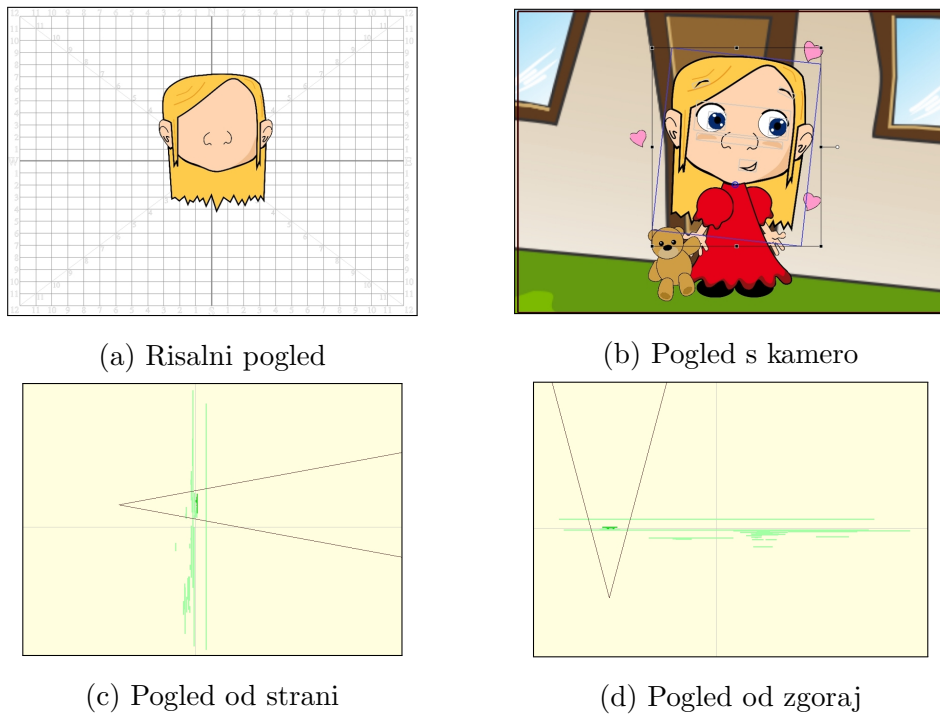 (a) Risalni pogled
(b) Pogled s kamero
(c) Pogled od strani
(d) Pogled od zgoraj